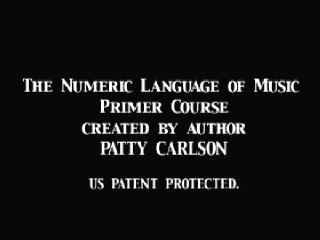 The Numeric Language of Music
Primer Course
created by author
PATTY CARLSON
US PATENT PROTECTED.